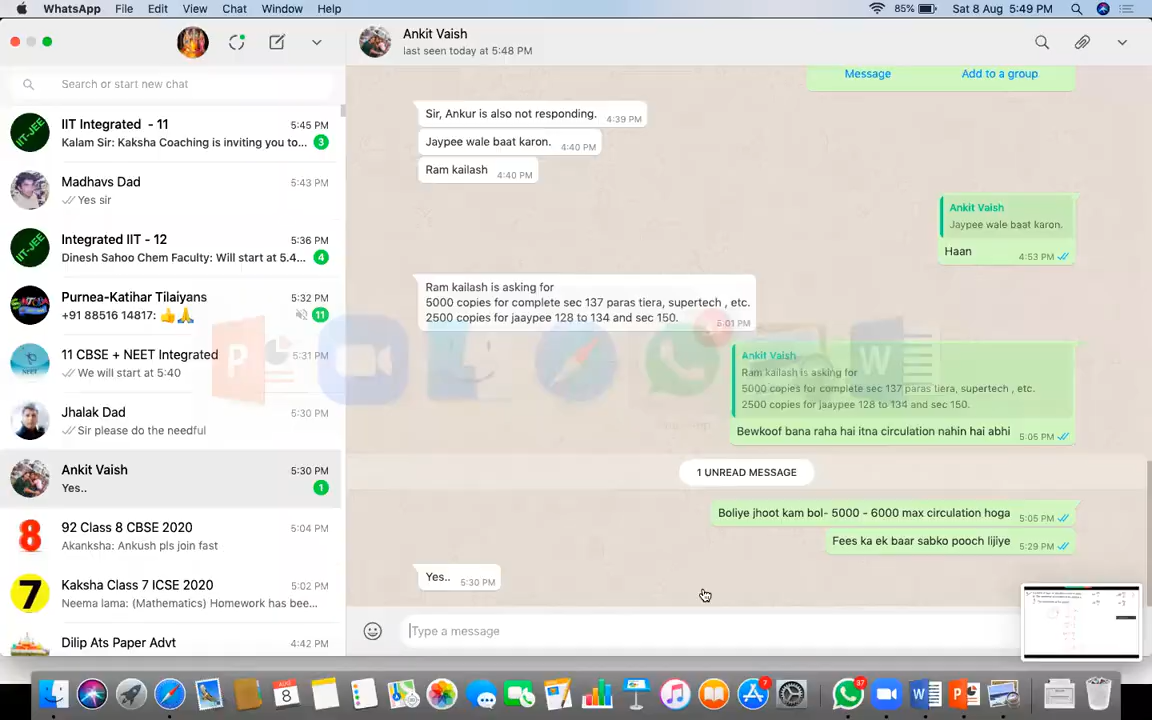 WhatsApp File Edit View Chat Window Help
85% Sat 8 Aug 5:49 PM
Ankit Vaish
last seen today at 5:48 PM
Search or start new chat
IIT Integrated - 11 5:45 PM
Kalam Sir: Kaksha Coaching is inviting you to... 3
Madhavs Dad 5:43 PM
Yes sir
Integrated IIT - 12 5:36 PM
Dinesh Sahoo Chem Faculty: Will start at 5.4... 4
Purnea-Katihar Tilaiyans 5:32 PM
+91 88516 14817: 👍🙏 11
11 CBSE + NEET Integrated 5:31 PM
We will start at 5:40
Jhalak Dad 5:30 PM
Sir please do the needful
Ankit Vaish 5:30 PM
Yes.. 1
92 Class 8 CBSE 2020 5:04 PM
Akanksha: Ankush pls join fact
Kaksha Class 7 ICSE 2020 5:02 PM
Neema lama: (Mathematics) Homework has bee...
Dilip Ats Paper Advt 4:42 PM
Message Add to a group
Sir, Ankur is also not responding. 4:39 PM
Jaypee wale baat karon. 4:40 PM
Ram kailash 4:40 PM
Ankit Vaish
Jaypee wale baat karon.
Haan 4:53 PM
Ram kailash is asking for
5000 copies for complete sec 137 paras tiera, supertech , etc.
2500 copies for jaaypee 128 to 134 and sec 150. 5:01 PM
Ankit Vaish
Ram kailash is asking for
5000 copies for complete sec 137 paras tiera, supertech , etc.
2500 copies for jaaypee 128 to 134 and sec 150.
Bewkoof bana raha hai itna circulation nahin hai abhi 5:05 PM
1 UNREAD MESSAGE
Boliye jhoot kam bol- 5000 - 6000 max circulation hoga 5:05 PM
Fees ka ek baar sabko pooch lijiye 5:29 PM
Yes.. 5:30 PM
Type a message